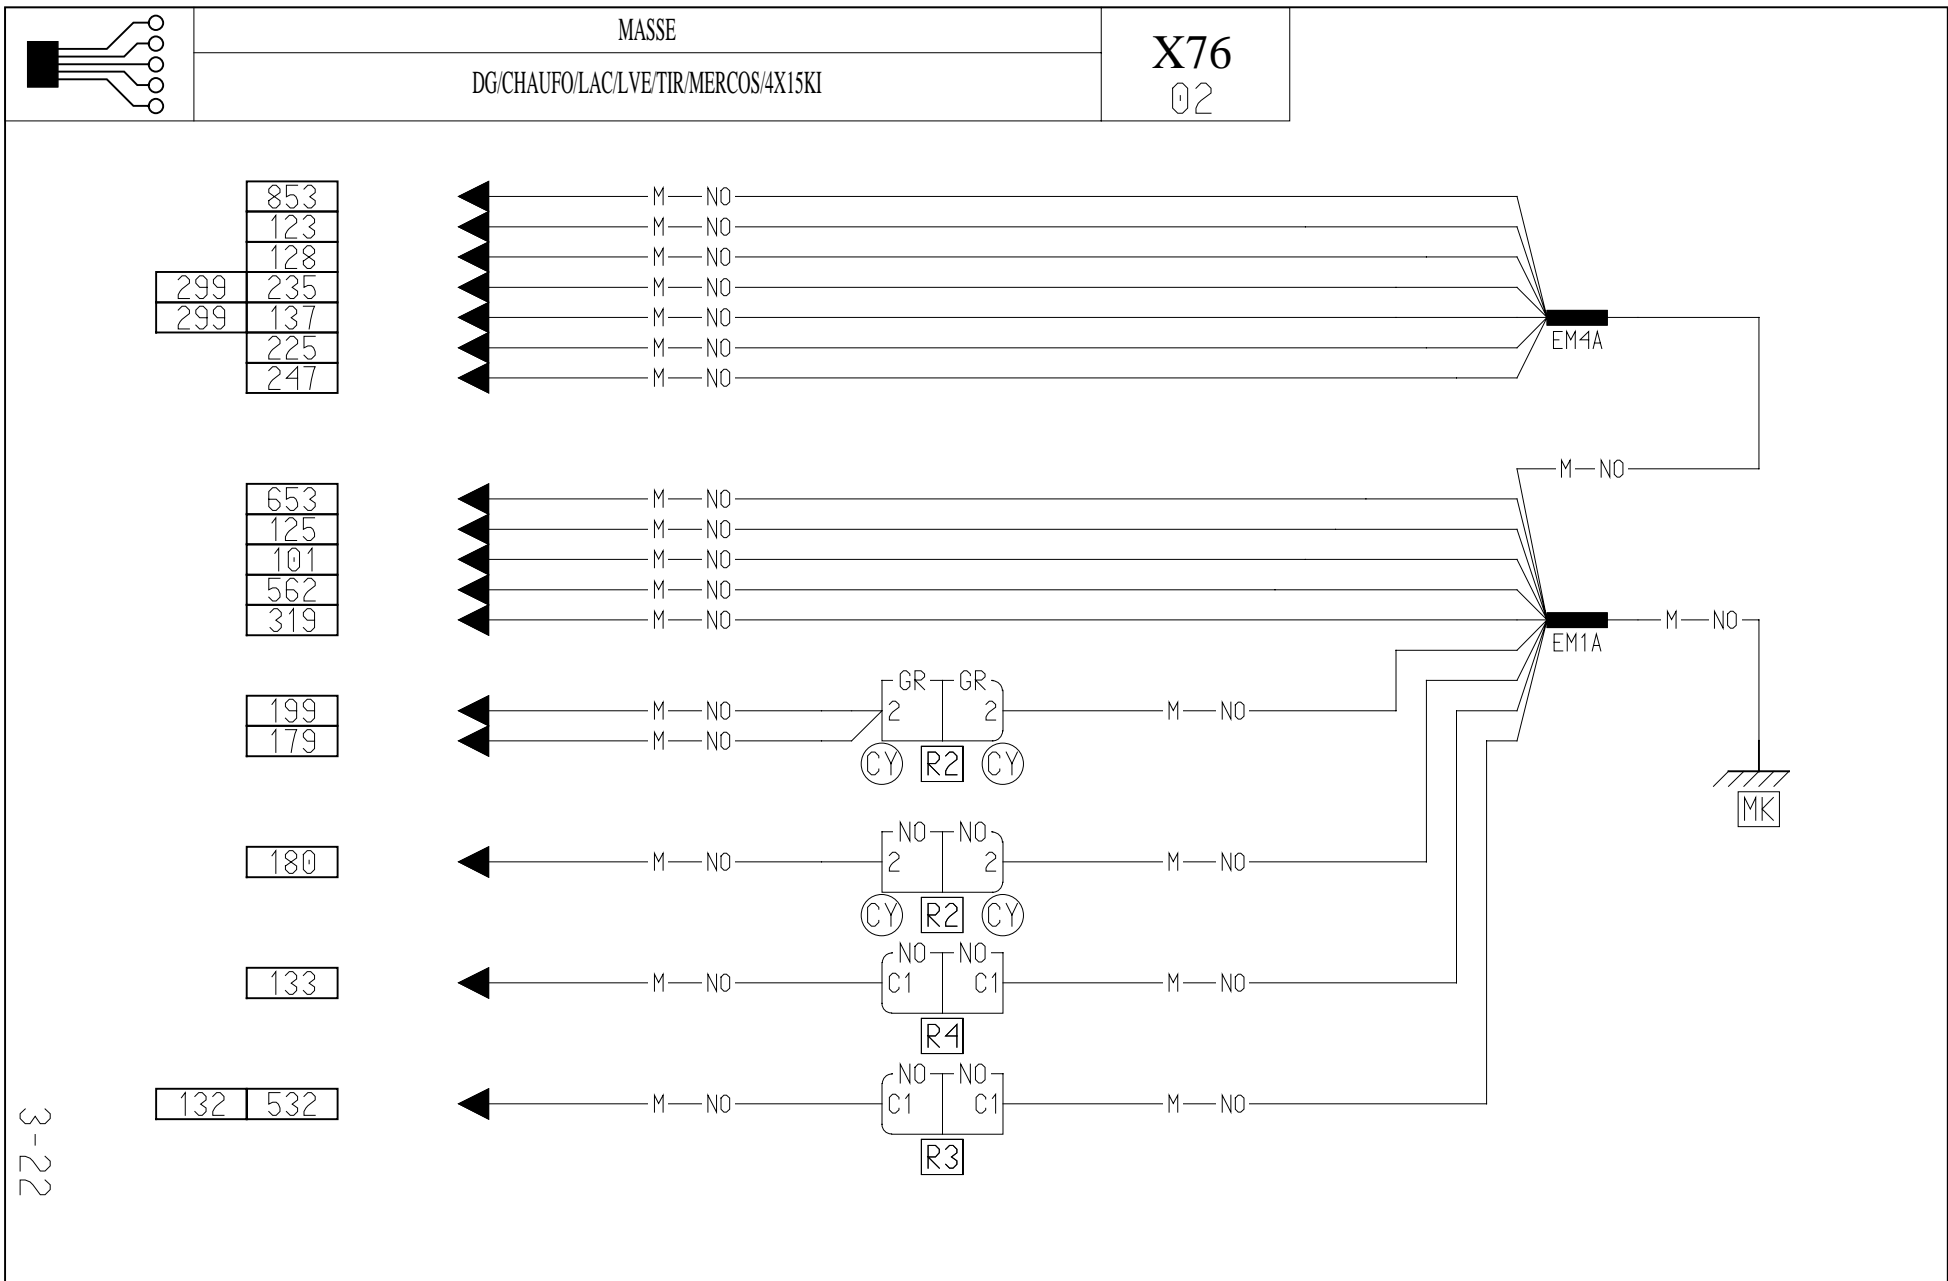 MASSE
DG/CHAUFO/LAC/LVE/TIR/MERCOS/4X15KI
X76
02
853 M NO
123 M NO
128 M NO
299 235 M NO
299 137 M NO
EM4A
225 M NO
247 M NO
M NO
653 M NO
125 M NO
101 M NO
562 M NO
319 M NO
M NO
EM1A
GR GR
199 M NO 2 2 M NO
179 M NO
CY R2 CY
MK
NO NO
180 M NO 2 2 M NO
CY R2 CY
NO NO
133 M NO C1 C1 M NO
R4
NO NO
132 532 M NO C1 C1 M NO
R3
3-22